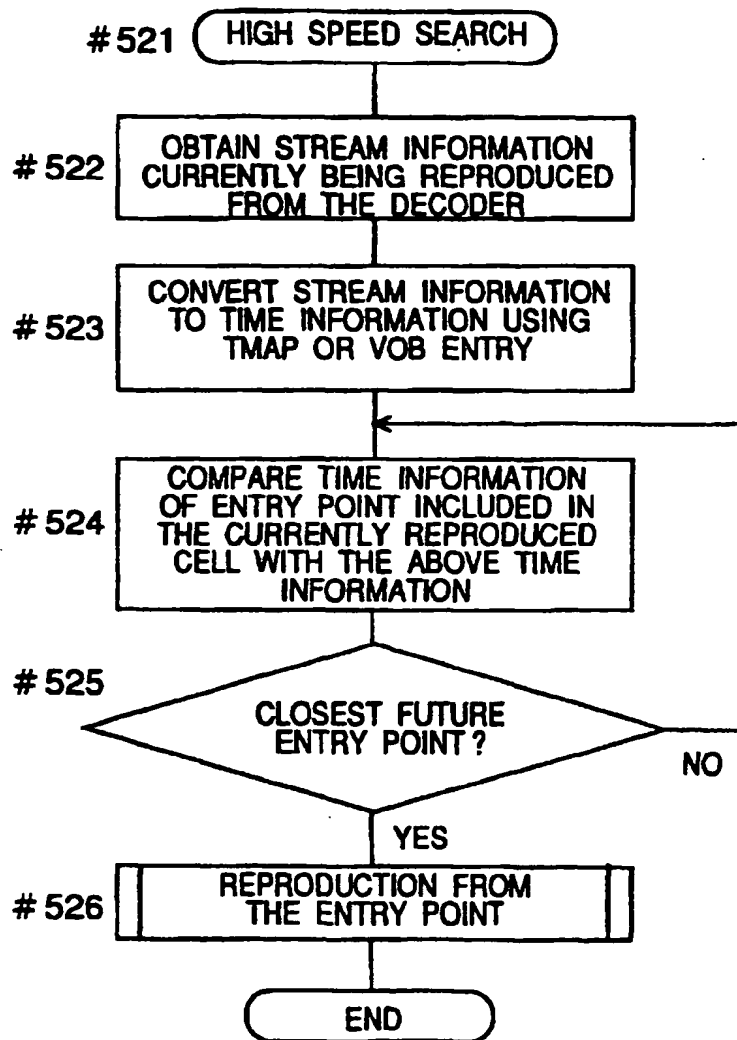 #521 HIGH SPEED SEARCH
#522 OBTAIN STREAM INFORMATION
CURRENTLY BEING REPRODUCED
FROM THE DECODER
#523 CONVERT STREAM INFORMATION
TO TIME INFORMATION USING
TMAP OR VOB ENTRY
#524 COMPARE TIME INFORMATION
OF ENTRY POINT INCLUDED IN
THE CURRENTLY REPRODUCED
CELL WITH THE ABOVE TIME
INFORMATION
#525
CLOSEST FUTURE
ENTRY POINT?
NO
YES
#526 REPRODUCTION FROM
THE ENTRY POINT
END